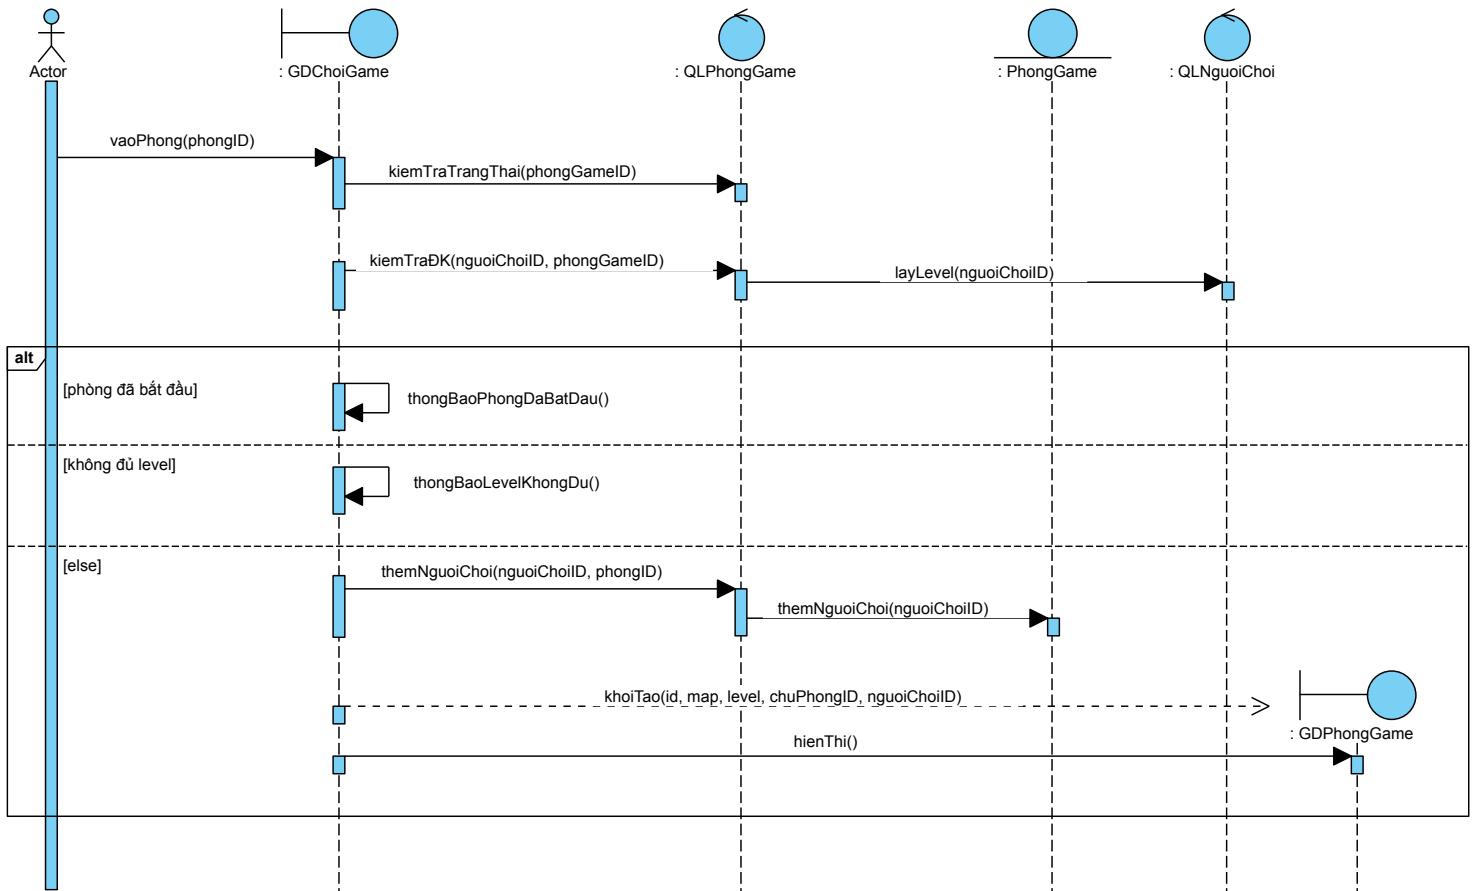 Actor
: GDChoiGame
: QLPhongGame
: PhongGame
: QLNguoiChoi
vaoPhong(phongID)
kiemTraTrangThai(phongGameID)
kiemTraĐK(nguoiChoiID, phongGameID)
layLevel(nguoiChoiID)
alt
[phòng đã bắt đầu]
thongBaoPhongDaBatDau()
[không đủ level]
thongBaoLevelKhongDu()
[else]
themNguoiChoi(nguoiChoiID, phongID)
themNguoiChoi(nguoiChoiID)
khoiTao(id, map, level, chuPhongID, nguoiChoiID)
: GDPhongGame
hienThi()